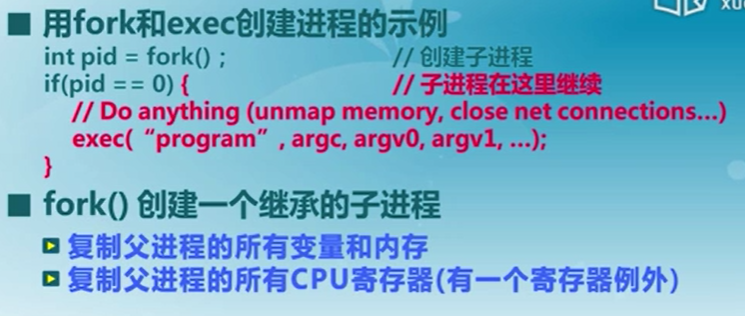 用fork和exec创建进程的示例
int pid = fork() ; // 创建子进程
if(pid == 0) { // 子进程在这里继续
// Do anything (unmap memory, close net connections...)
exec(“program”, argc, argv0, argv1, ...);
}
fork() 创建一个继承的子进程
复制父进程的所有变量和内存
复制父进程的所有CPU寄存器(有一个寄存器例外)